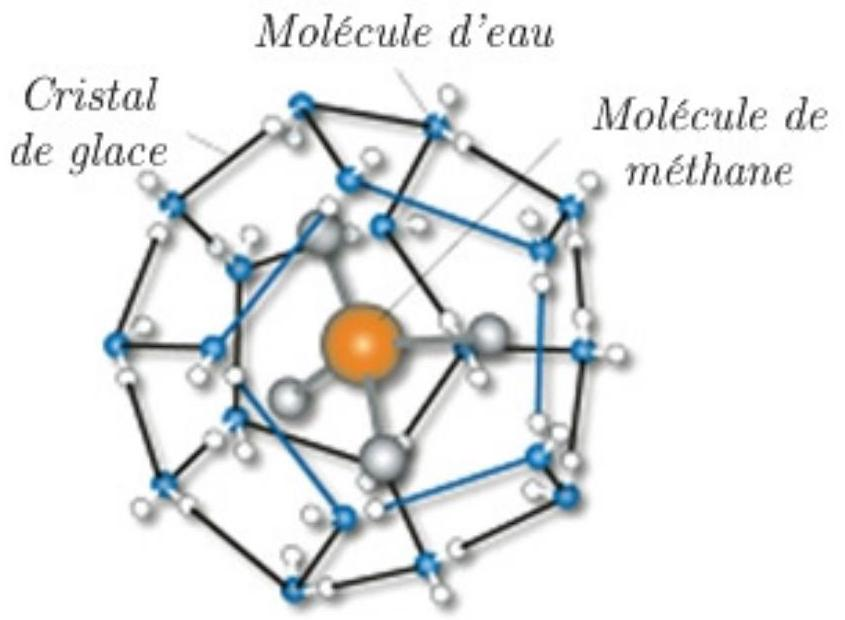 Molécule d'eau
Cristal
de glace
Molécule de
méthane